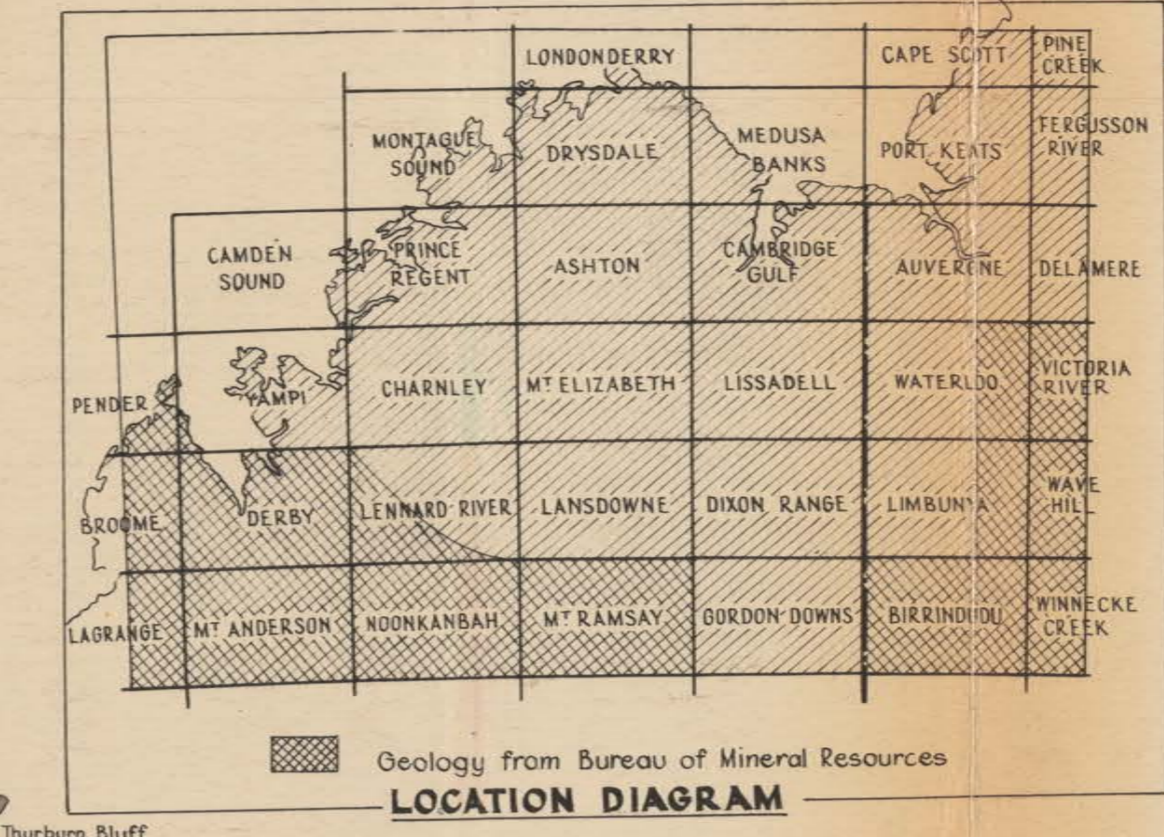 LONDONDERRY
CAPE SCOTT
PINE
CREEK
MONTAGUE
SOUND
DRYSDALE
MEDUSA
BANKS
PORT KEATS
FERGUSSON
RIVER
CAMDEN
SOUND
PRINCE
REGENT
ASHTON
CAMBRIDGE
GULF
AUVERGNE
DELAMERE
PENDER
YAMPI
CHARNLEY
MT ELIZABETH
LISSADELL
WATERLOO
VICTORIA
RIVER
BROOME
DERBY
LENNARD RIVER
LANSDOWNE
DIXON RANGE
LIMBUNYA
WAVE
HILL
LAGRANGE
MT ANDERSON
NOONKANBAH
MT RAMSAY
GORDON DOWNS
BIRRINDUDU
WINNECKE
CREEK
Geology from Bureau of Mineral Resources
LOCATION DIAGRAM
Thurburn Bluff